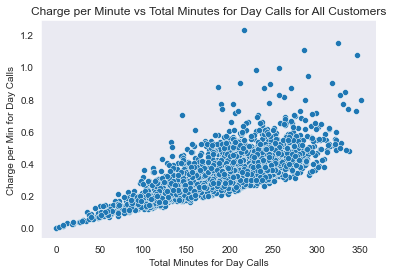 Charge per Minute vs Total Minutes for Day Calls for All Customers
Charge per Min for Day Calls
1.2
1.0
0.8
0.6
0.4
0.2
0.0
0 50 100 150 200 250 300 350
Total Minutes for Day Calls